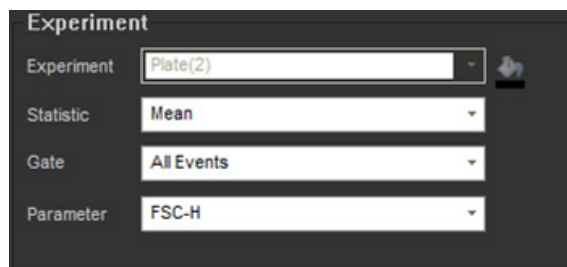 Experiment
Experiment Plate(2)
Statistic Mean
Gate All Events
Parameter FSC-H